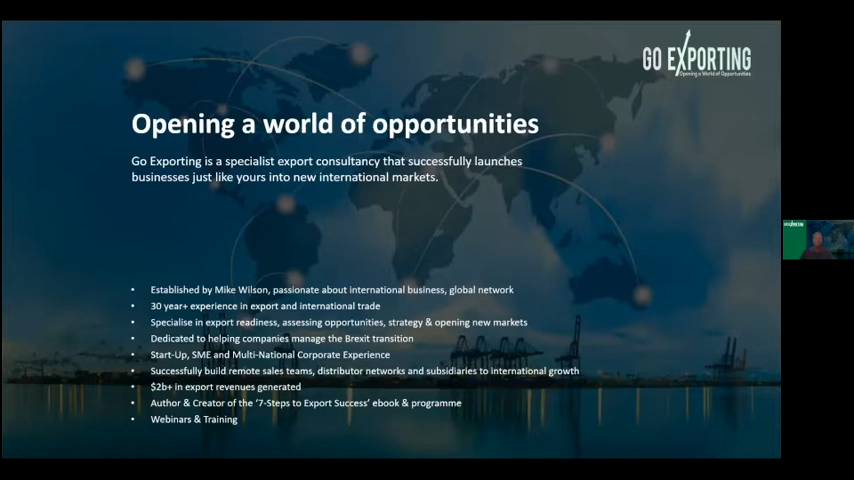 GO EXPORTING
Opening a World of Opportunities
Opening a world of opportunities
Go Exporting is a specialist export consultancy that successfully launches
businesses just like yours into new international markets.
• Established by Mike Wilson, passionate about international business, global network
• 30 year+ experience in export and international trade
• Specialise in export readiness, assessing opportunities, strategy & opening new markets
• Dedicated to helping companies manage the Brexit transition
• Start-Up, SME and Multi-National Corporate Experience
• Successfully build remote sales teams, distributor networks and subsidiaries to international growth
• $2b+ in export revenues generated
• Author & Creator of the ‘7-Steps to Export Success’ ebook & programme
• Webinars & Training